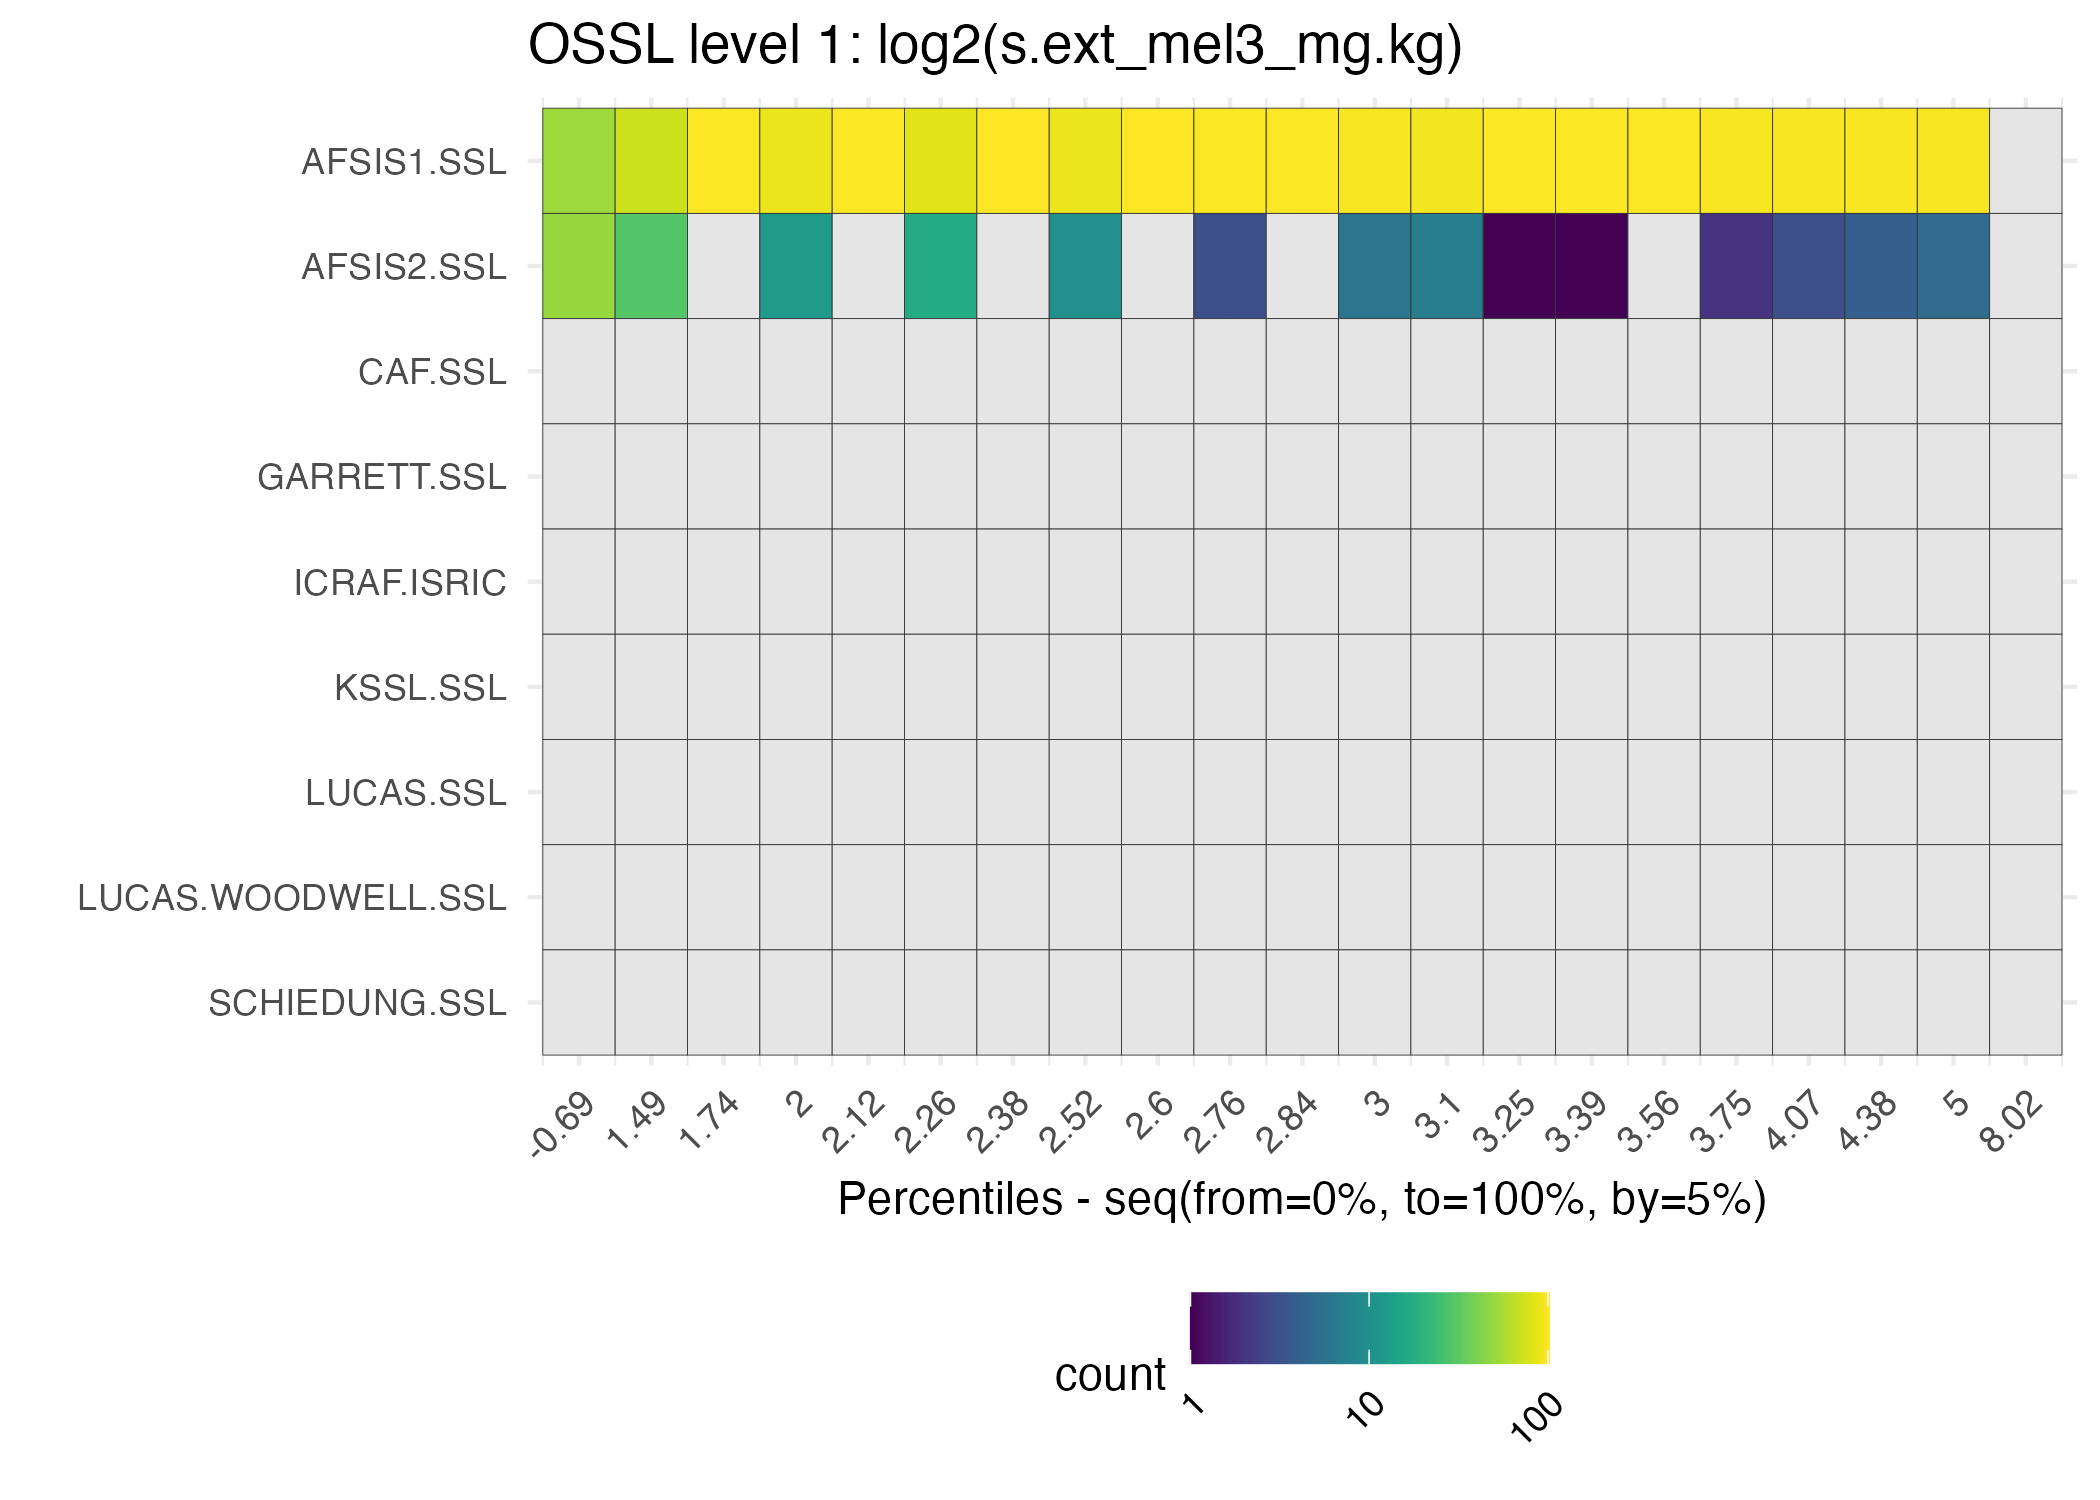 OSSL level 1: log2(s.ext_mel3_mg.kg)
AFSIS1.SSL
AFSIS2.SSL
CAF.SSL
GARRETT.SSL
ICRAF.ISRIC
KSSL.SSL
LUCAS.SSL
LUCAS.WOODWELL.SSL
SCHIEDUNG.SSL
-0.69 1.49 1.74 2 2.12 2.26 2.38 2.52 2.6 2.76 2.84 3 3.1 3.25 3.39 3.56 3.75 4.07 4.38 5 8.02
Percentiles - seq(from=0%, to=100%, by=5%)
count
1 10 100